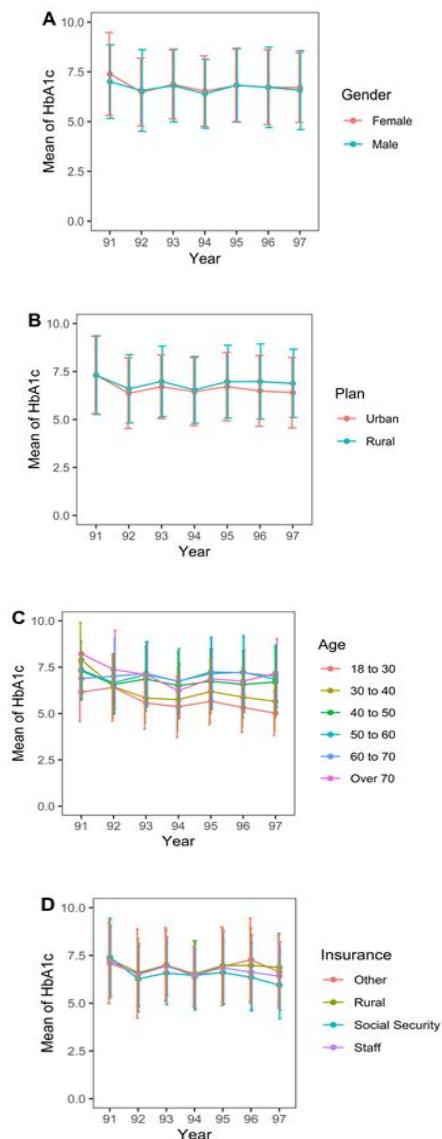 A
Mean of HbA1c
10.0
7.5
5.0
2.5
0.0
91 92 93 94 95 96 97
Year
Gender
Female
Male
B
Mean of HbA1c
10.0
7.5
5.0
2.5
0.0
91 92 93 94 95 96 97
Year
Plan
Urban
Rural
C
Mean of HbA1c
10.0
7.5
5.0
2.5
0.0
91 92 93 94 95 96 97
Year
Age
18 to 30
30 to 40
40 to 50
50 to 60
60 to 70
Over 70
D
Mean of HbA1c
10.0
7.5
5.0
2.5
0.0
91 92 93 94 95 96 97
Year
Insurance
Other
Rural
Social Security
Staff